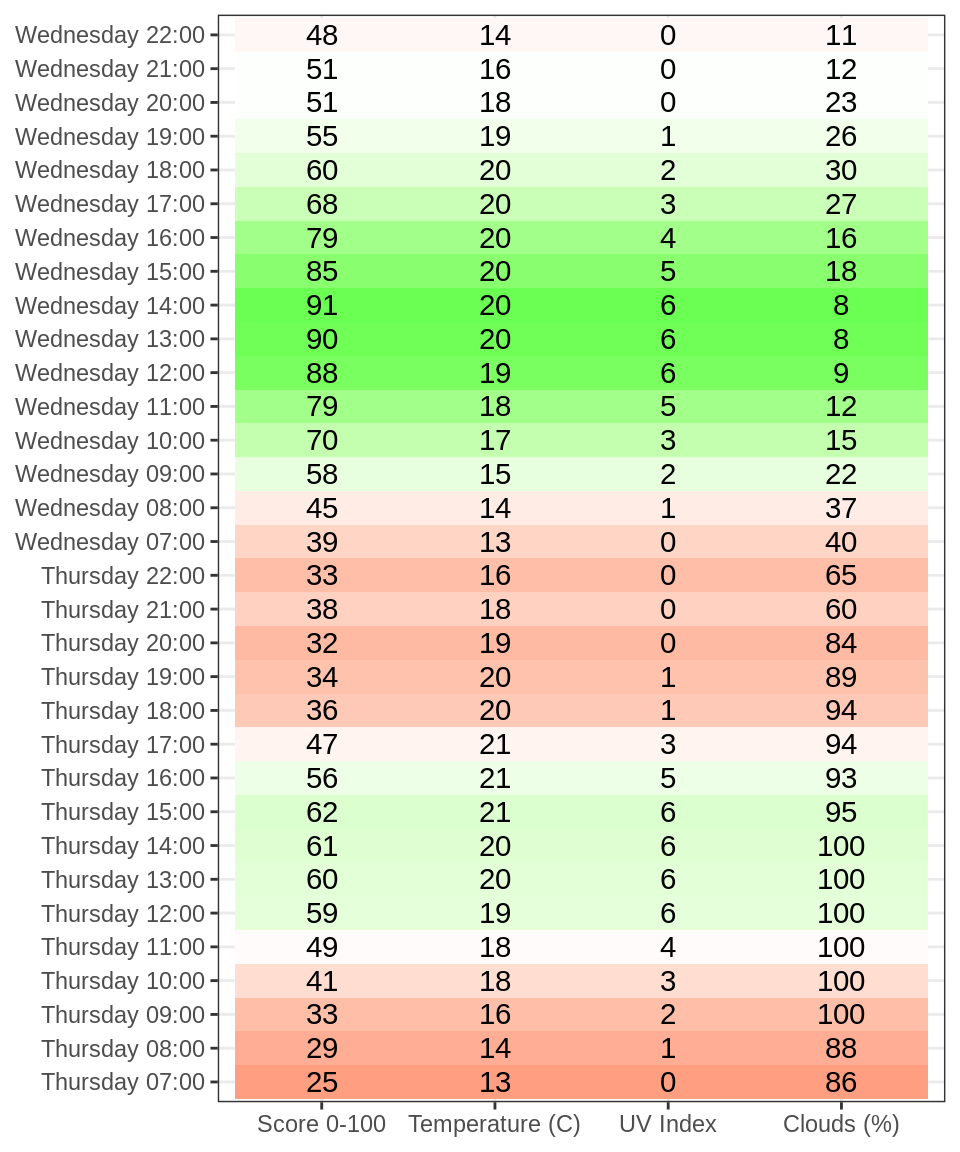 Wednesday 22:00 48 14 0 11
Wednesday 21:00 51 16 0 12
Wednesday 20:00 51 18 0 23
Wednesday 19:00 55 19 1 26
Wednesday 18:00 60 20 2 30
Wednesday 17:00 68 20 3 27
Wednesday 16:00 79 20 4 16
Wednesday 15:00 85 20 5 18
Wednesday 14:00 91 20 6 8
Wednesday 13:00 90 20 6 8
Wednesday 12:00 88 19 6 9
Wednesday 11:00 79 18 5 12
Wednesday 10:00 70 17 3 15
Wednesday 09:00 58 15 2 22
Wednesday 08:00 45 14 1 37
Wednesday 07:00 39 13 0 40
Thursday 22:00 33 16 0 65
Thursday 21:00 38 18 0 60
Thursday 20:00 32 19 0 84
Thursday 19:00 34 20 1 89
Thursday 18:00 36 20 1 94
Thursday 17:00 47 21 3 94
Thursday 16:00 56 21 5 93
Thursday 15:00 62 21 6 95
Thursday 14:00 61 20 6 100
Thursday 13:00 60 20 6 100
Thursday 12:00 59 19 6 100
Thursday 11:00 49 18 4 100
Thursday 10:00 41 18 3 100
Thursday 09:00 33 16 2 100
Thursday 08:00 29 14 1 88
Thursday 07:00 25 13 0 86
Score 0-100 Temperature (C) UV Index Clouds (%)